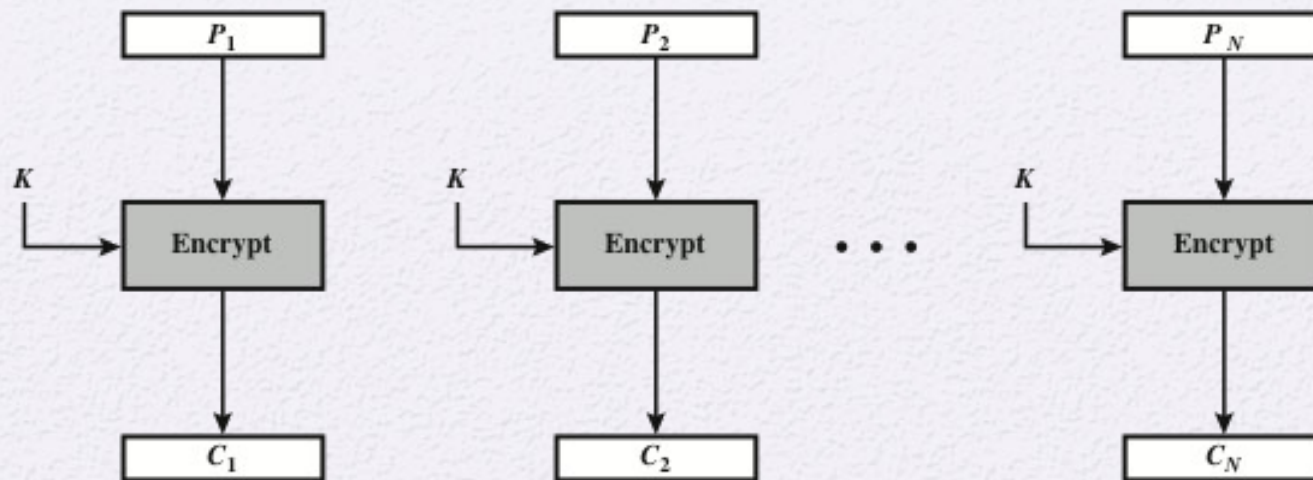 P1 P2 PN
K K K
Encrypt Encrypt • • • Encrypt
C1 C2 CN